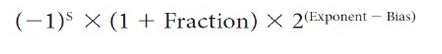 (−1)ˢ × (1 + Fraction) × 2⁽ᴱˣᵖᵒⁿᵉⁿᵗ ⁻ ᴮⁱᵃˢ⁾